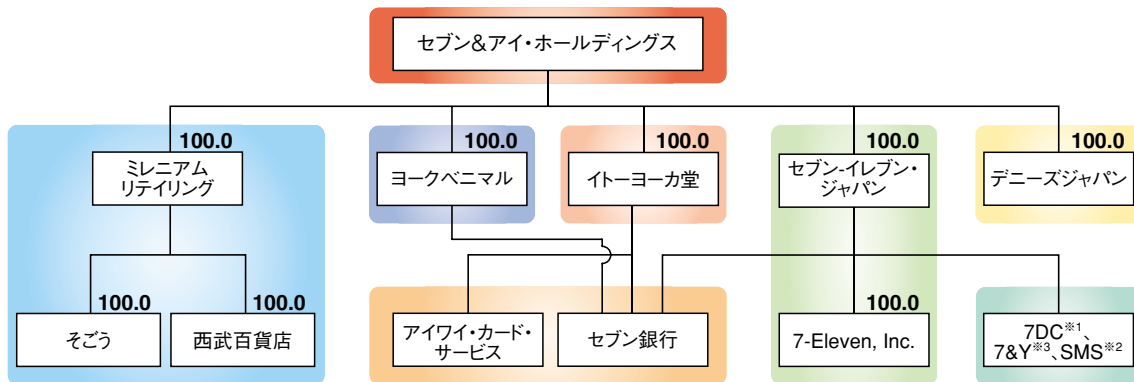 セブン&アイ・ホールディングス
100.0
100.0
100.0
100.0
100.0
ミレニアム
リテイリング
ヨークベニマル
イトーヨーカ堂
セブン-イレブン・
ジャパン
デニーズジャパン
100.0
100.0
100.0
そごう
西武百貨店
アイワイ・カード・
サービス
セブン銀行
7-Eleven, Inc.
7DC※1、
7&Y※3、SMS※2